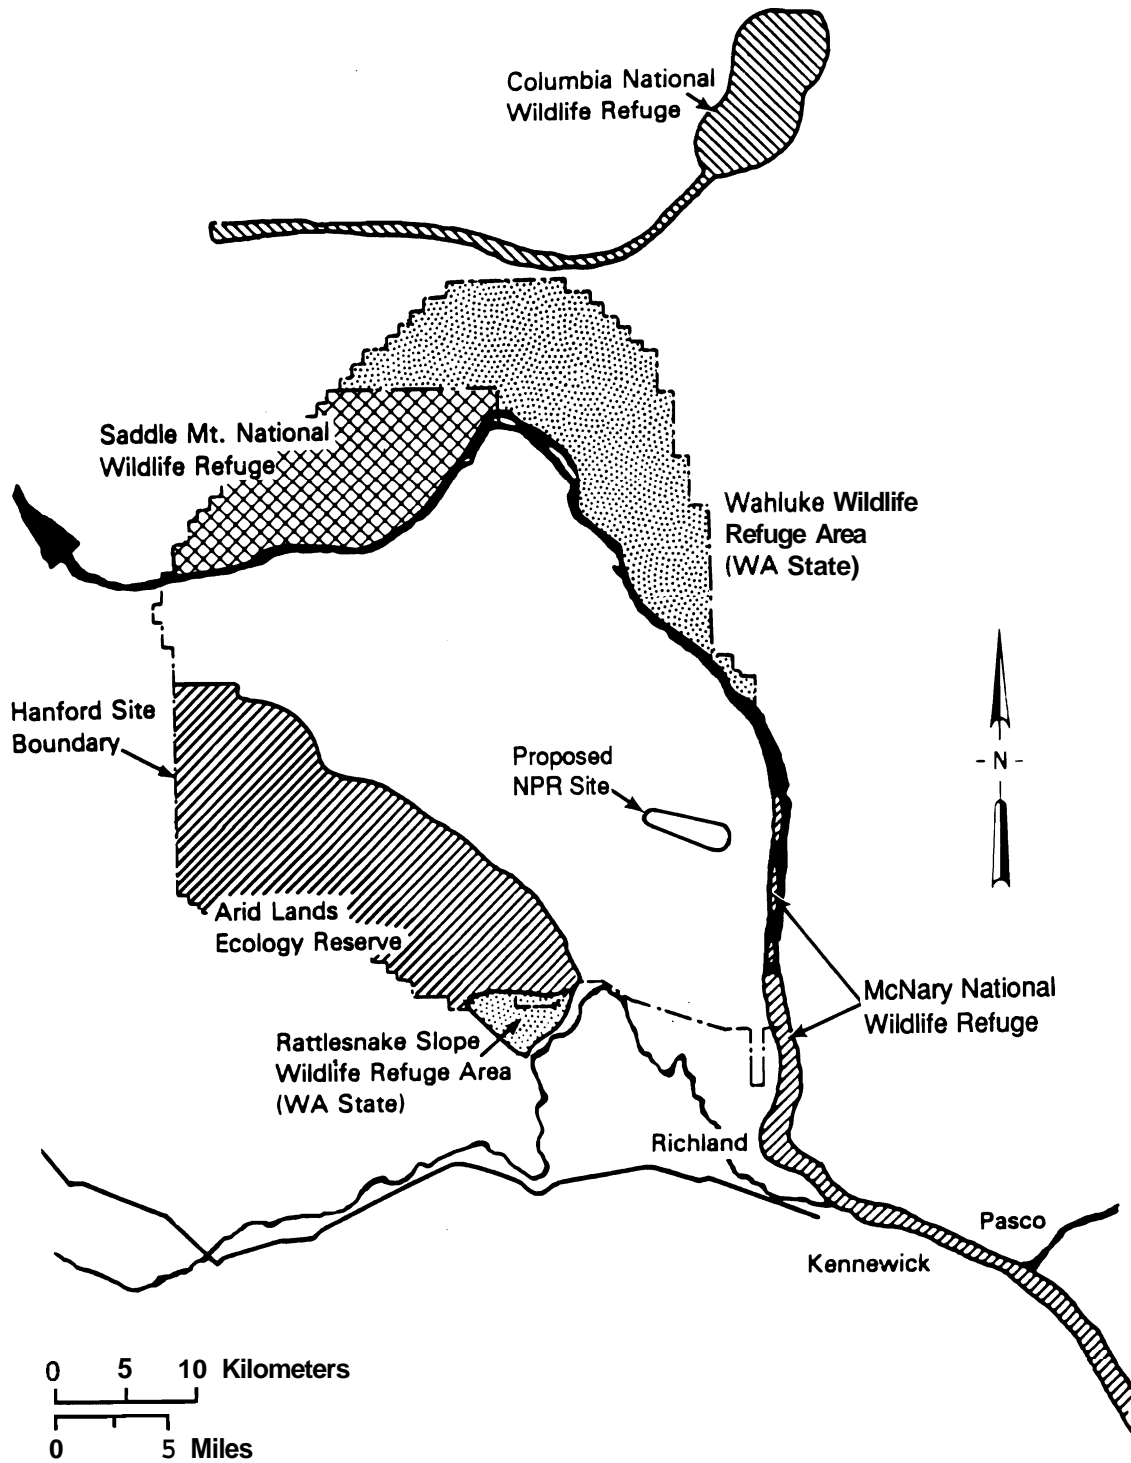 Columbia National
Wildlife Refuge
Saddle Mt. National
Wildlife Refuge
Wahluke Wildlife
Refuge Area
(WA State)
Hanford Site
Boundary
Proposed
NPR Site
- N -
Arid Lands
Ecology Reserve
McNary National
Wildlife Refuge
Rattlesnake Slope
Wildlife Refuge Area
(WA State)
Richland
Pasco
Kennewick
0 5 10 Kilometers
0 5 Miles